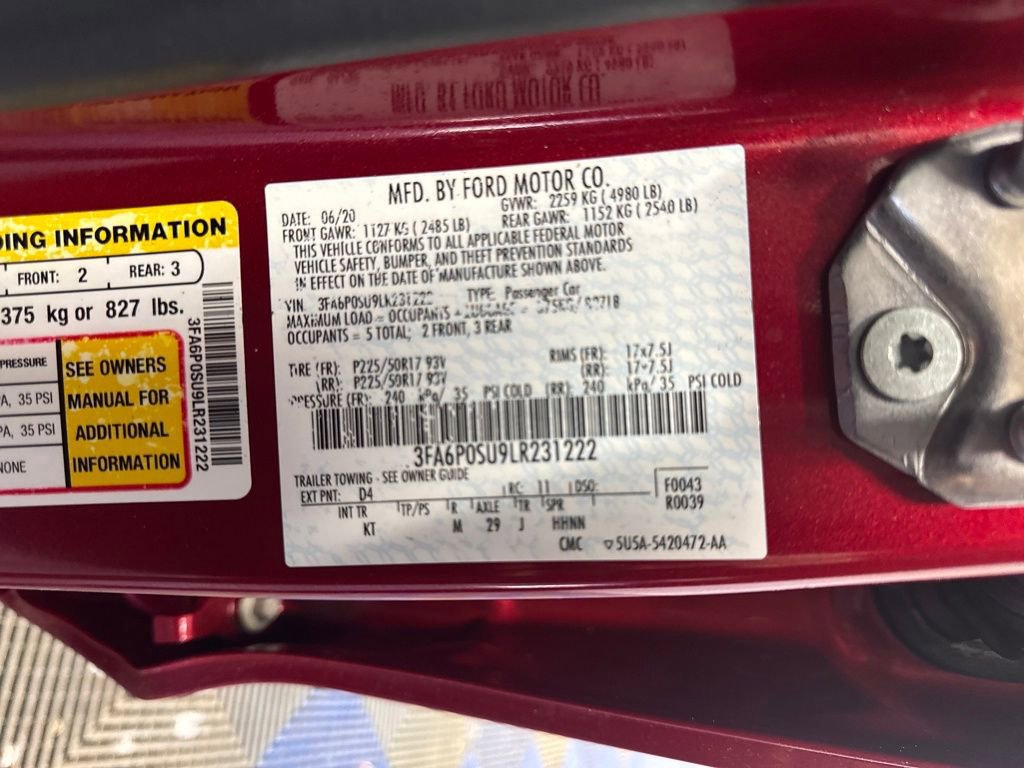 DING INFORMATION
FRONT: 2
REAR: 3
375 kg or 827 lbs.
PRESSURE
PA, 35 PSI
PA, 35 PSI
NONE
SEE OWNERS
MANUAL FOR
ADDITIONAL
INFORMATION
3FA6P0SU9LR231222
MFD. BY FORD MOTOR CO.
DATE: 06/20 GVWR: 2259 KG ( 4980 LB)
FRONT GAWR: 1127 KG ( 2485 LB) REAR GAWR: 1152 KG ( 2540 LB)
THIS VEHICLE CONFORMS TO ALL APPLICABLE FEDERAL MOTOR
VEHICLE SAFETY, BUMPER, AND THEFT PREVENTION STANDARDS
IN EFFECT ON THE DATE OF MANUFACTURE SHOWN ABOVE.
VIN: TYPE: Passenger Car
MAXIMUM LOAD = OCCUPANTS +
OCCUPANTS = 5 TOTAL; 2 FRONT, 3 REAR
TIRE (FR): P225/50R17 93V RIMS (FR): 17x7.5J
(RR): P225/50R17 93V (RR): 17x7.5J
PRESSURE (FR): 240 kPa/ 35 PSI COLD (RR): 240 kPa/ 35 PSI COLD
3FA6P0SU9LR231222
TRAILER TOWING - SEE OWNER GUIDE
EXT PNT: D4 RC: 11 DSO: F0043
INT TR TP/PS R AXLE TR SPR R0039
KT M 29 J HHNN
CMC ▽5U5A-5420472-AA